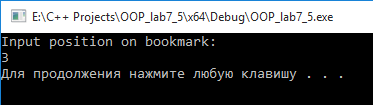 E:\C++ Projects\OOP_lab7_5\x64\Debug\OOP_lab7_5.exe
Input position on bookmark:
3
Для продолжения нажмите любую клавишу . . .